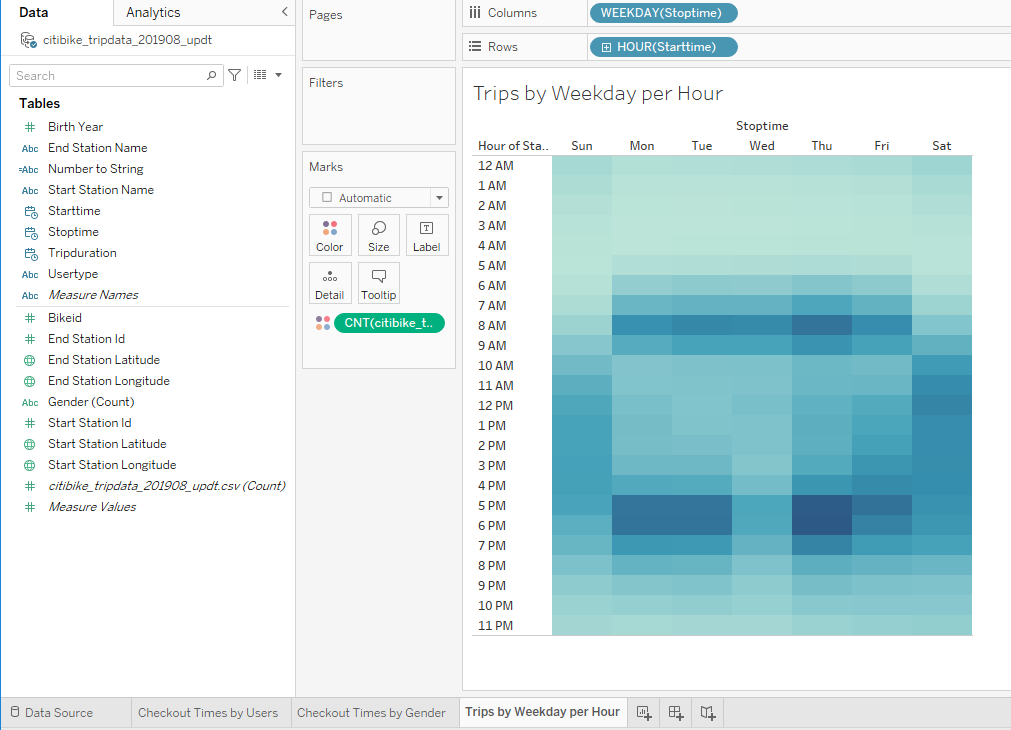 Data
Analytics
citibike_tripdata_201908_updt
Search
Tables
# Birth Year
Abc End Station Name
=Abc Number to String
Abc Start Station Name
Starttime
Stoptime
Tripduration
Abc Usertype
Abc Measure Names
# Bikeid
# End Station Id
End Station Latitude
End Station Longitude
Abc Gender (Count)
# Start Station Id
Start Station Latitude
Start Station Longitude
# citibike_tripdata_201908_updt.csv (Count)
# Measure Values
Pages
Filters
Marks
Automatic
Color Size Label
Detail Tooltip
CNT(citibike_t..
Columns WEEKDAY(Stoptime)
Rows HOUR(Starttime)
Trips by Weekday per Hour
Stoptime
Hour of Sta.. Sun Mon Tue Wed Thu Fri Sat
12 AM
1 AM
2 AM
3 AM
4 AM
5 AM
6 AM
7 AM
8 AM
9 AM
10 AM
11 AM
12 PM
1 PM
2 PM
3 PM
4 PM
5 PM
6 PM
7 PM
8 PM
9 PM
10 PM
11 PM
Data Source Checkout Times by Users Checkout Times by Gender Trips by Weekday per Hour